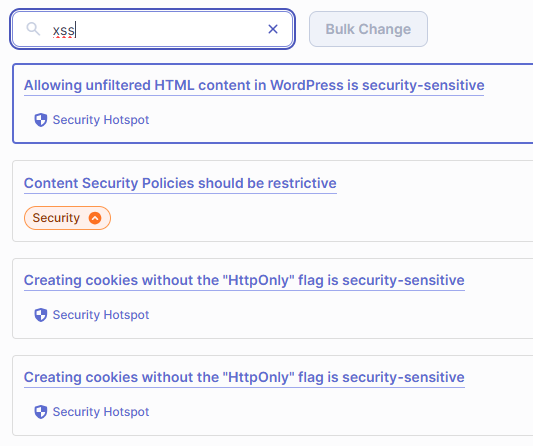 xss
Bulk Change
Allowing unfiltered HTML content in WordPress is security-sensitive
Security Hotspot
Content Security Policies should be restrictive
Security
Creating cookies without the "HttpOnly" flag is security-sensitive
Security Hotspot
Creating cookies without the "HttpOnly" flag is security-sensitive
Security Hotspot